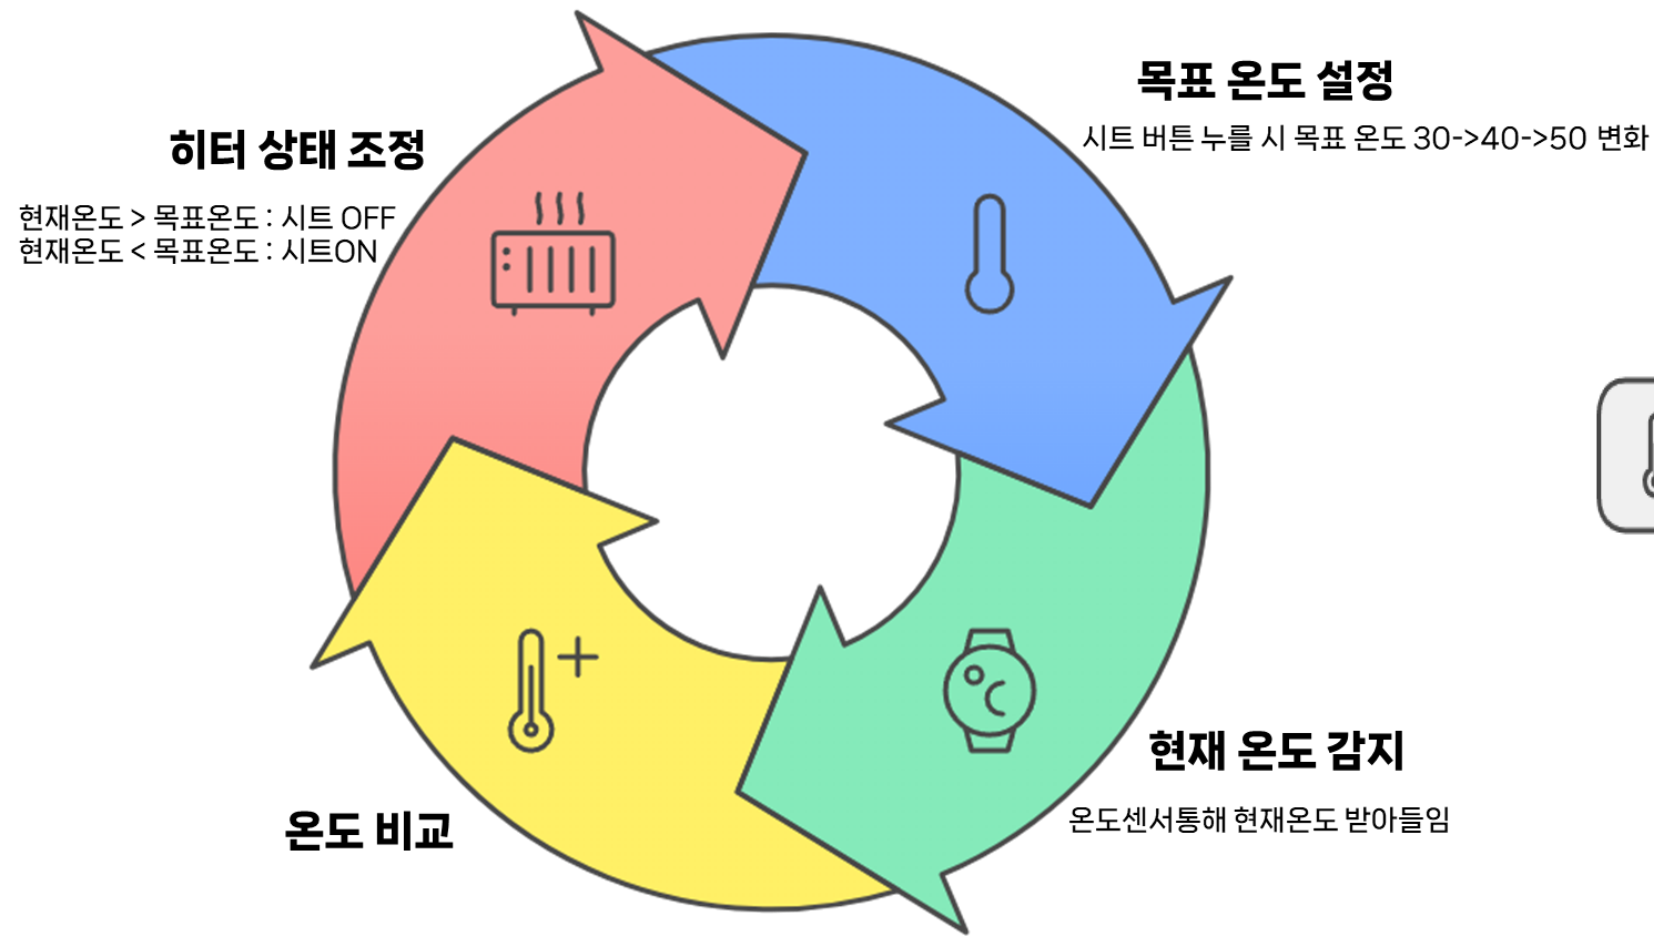 목표 온도 설정
시트 버튼 누를 시 목표 온도 30->40->50 변화
히터 상태 조정
현재온도 > 목표온도 : 시트 OFF
현재온도 < 목표온도 : 시트ON
현재 온도 감지
온도센서통해 현재온도 받아들임
온도 비교